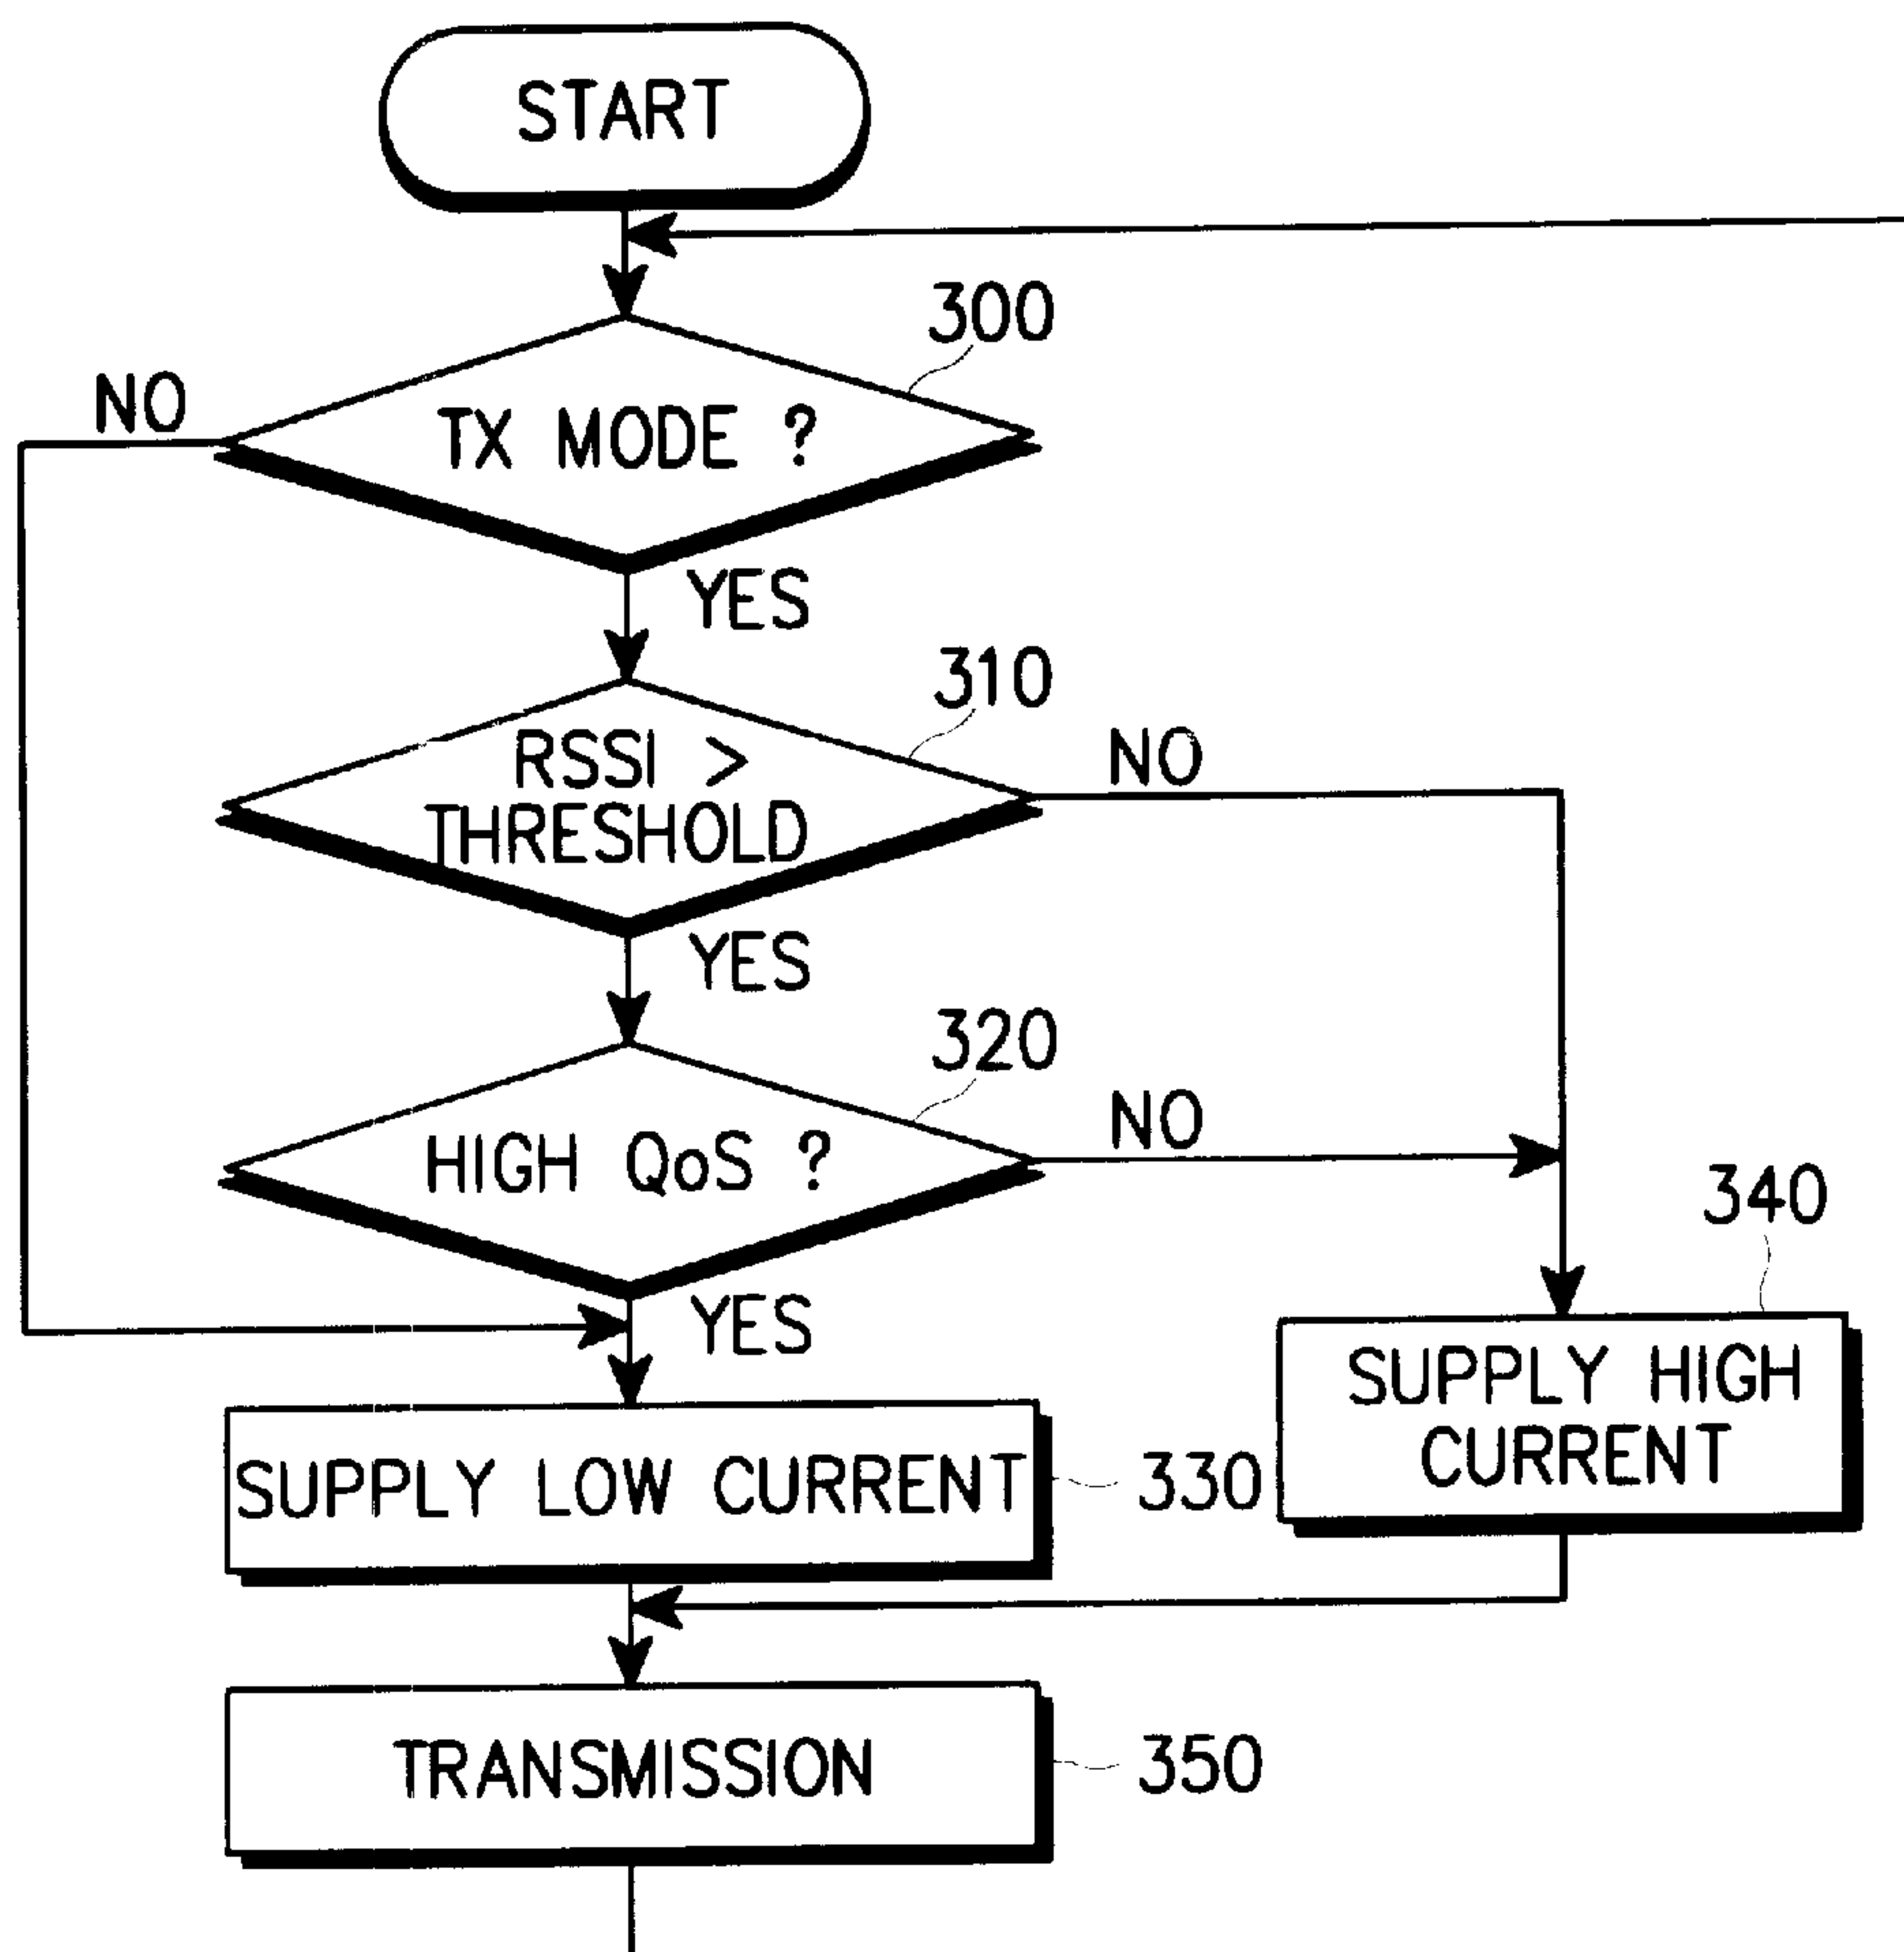 START
300
NO
TX MODE ?
YES
310
RSSI >
THRESHOLD
NO
YES
320
HIGH QoS ?
NO
340
YES
SUPPLY HIGH
CURRENT
SUPPLY LOW CURRENT
330
TRANSMISSION
350